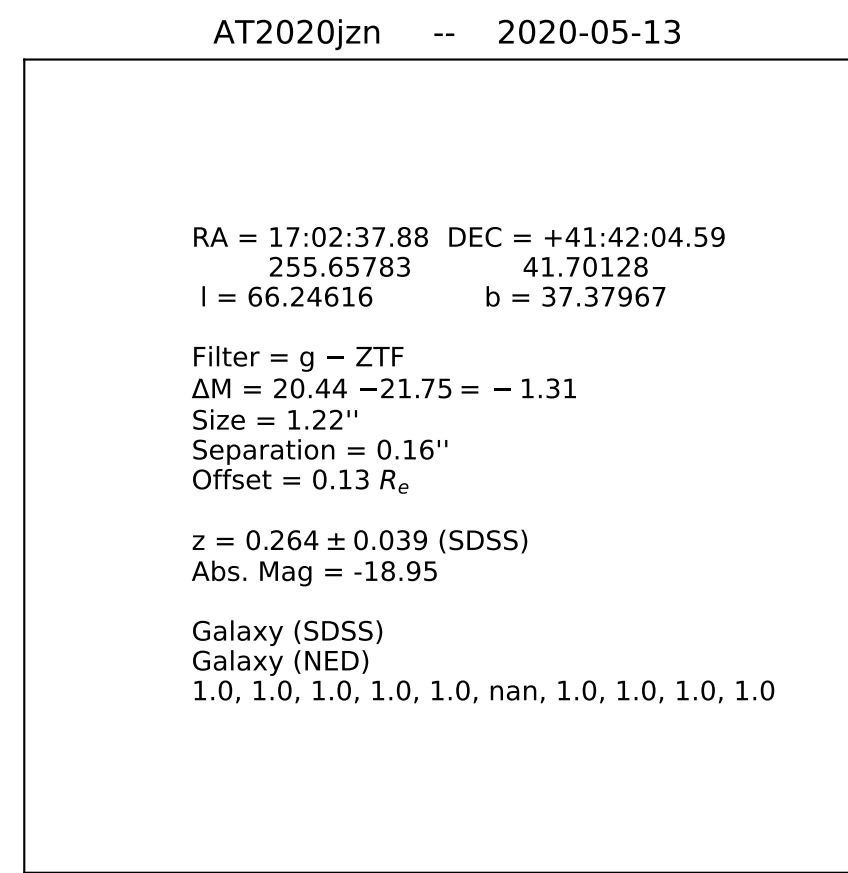 AT2020jzn -- 2020-05-13
RA = 17:02:37.88 DEC = +41:42:04.59
255.65783 41.70128
l = 66.24616 b = 37.37967
Filter = g − ZTF
ΔM = 20.44 −21.75 = − 1.31
Size = 1.22''
Separation = 0.16''
Offset = 0.13 Rₑ
z = 0.264 ± 0.039 (SDSS)
Abs. Mag = -18.95
Galaxy (SDSS)
Galaxy (NED)
1.0, 1.0, 1.0, 1.0, 1.0, nan, 1.0, 1.0, 1.0, 1.0